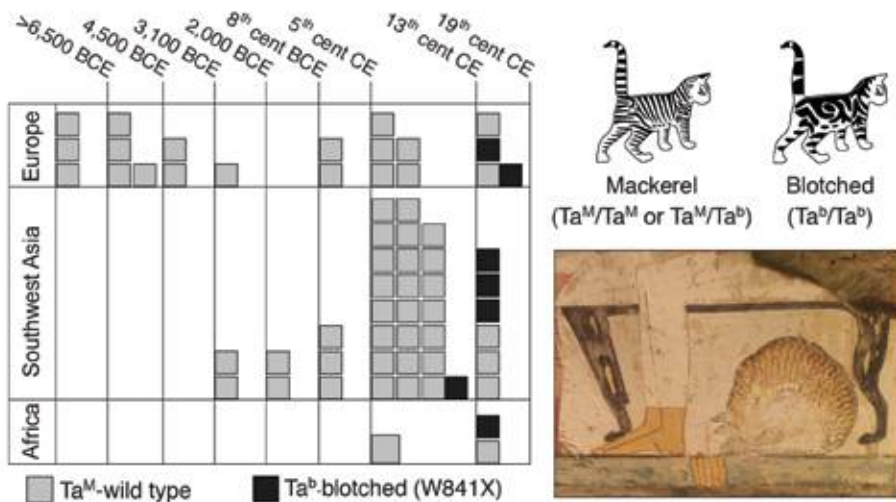 >6,500 BCE
4,500 BCE
3,100 BCE
2,000 BCE
8th cent BCE
5th cent CE
13th cent CE
19th cent CE
Europe
Southwest Asia
Africa
TaM-wild type
Tab-blotched (W841X)
Mackerel
(TaM/TaM or TaM/Tab)
Blotched
(Tab/Tab)